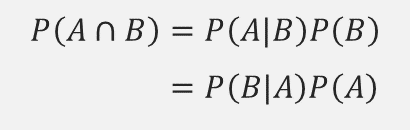 P(A ∩ B) = P(A|B)P(B)
= P(B|A)P(A)